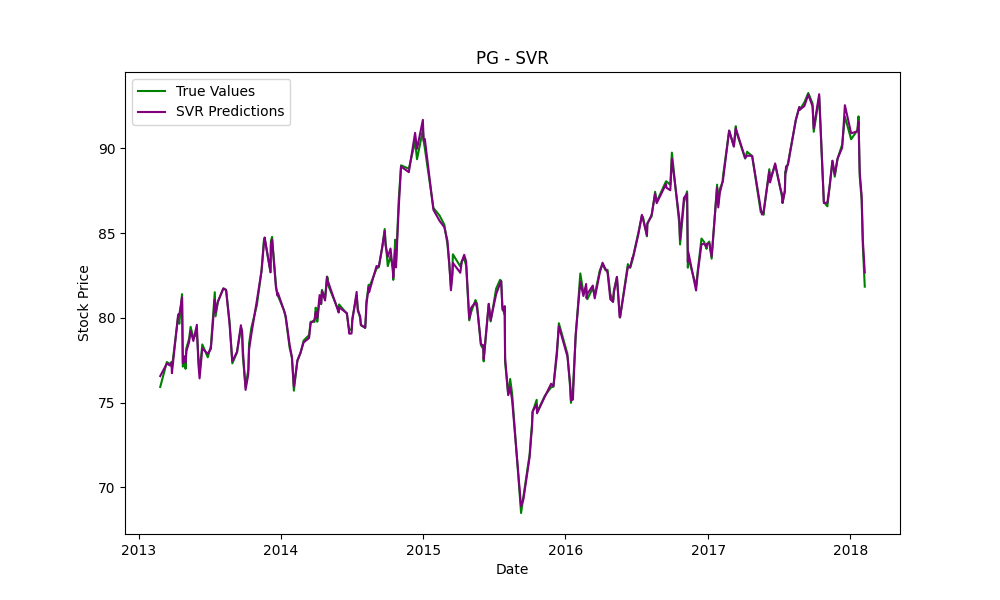 PG - SVR
True Values
SVR Predictions
Stock Price
90
85
80
75
70
2013 2014 2015 2016 2017 2018
Date